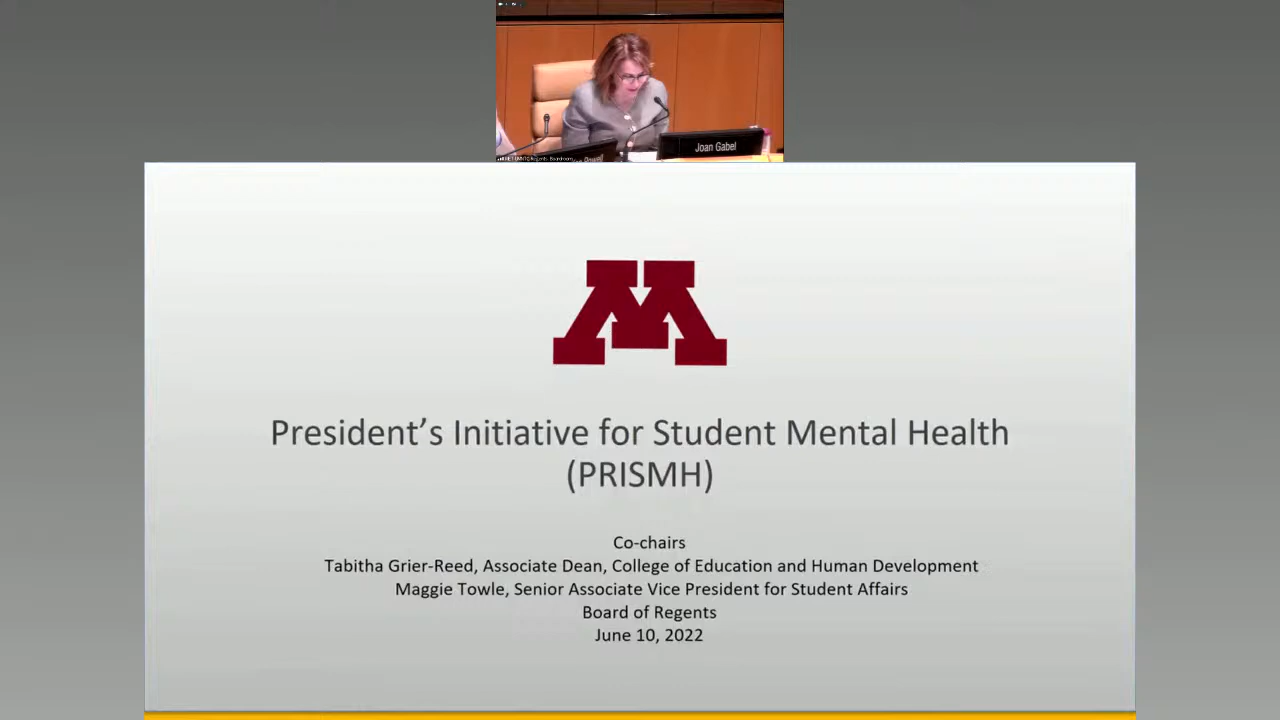 Joan Gabel
M
President's Initiative for Student Mental Health
(PRISMH)
Co-chairs
Tabitha Grier-Reed, Associate Dean, College of Education and Human Development
Maggie Towle, Senior Associate Vice President for Student Affairs
Board of Regents
June 10, 2022